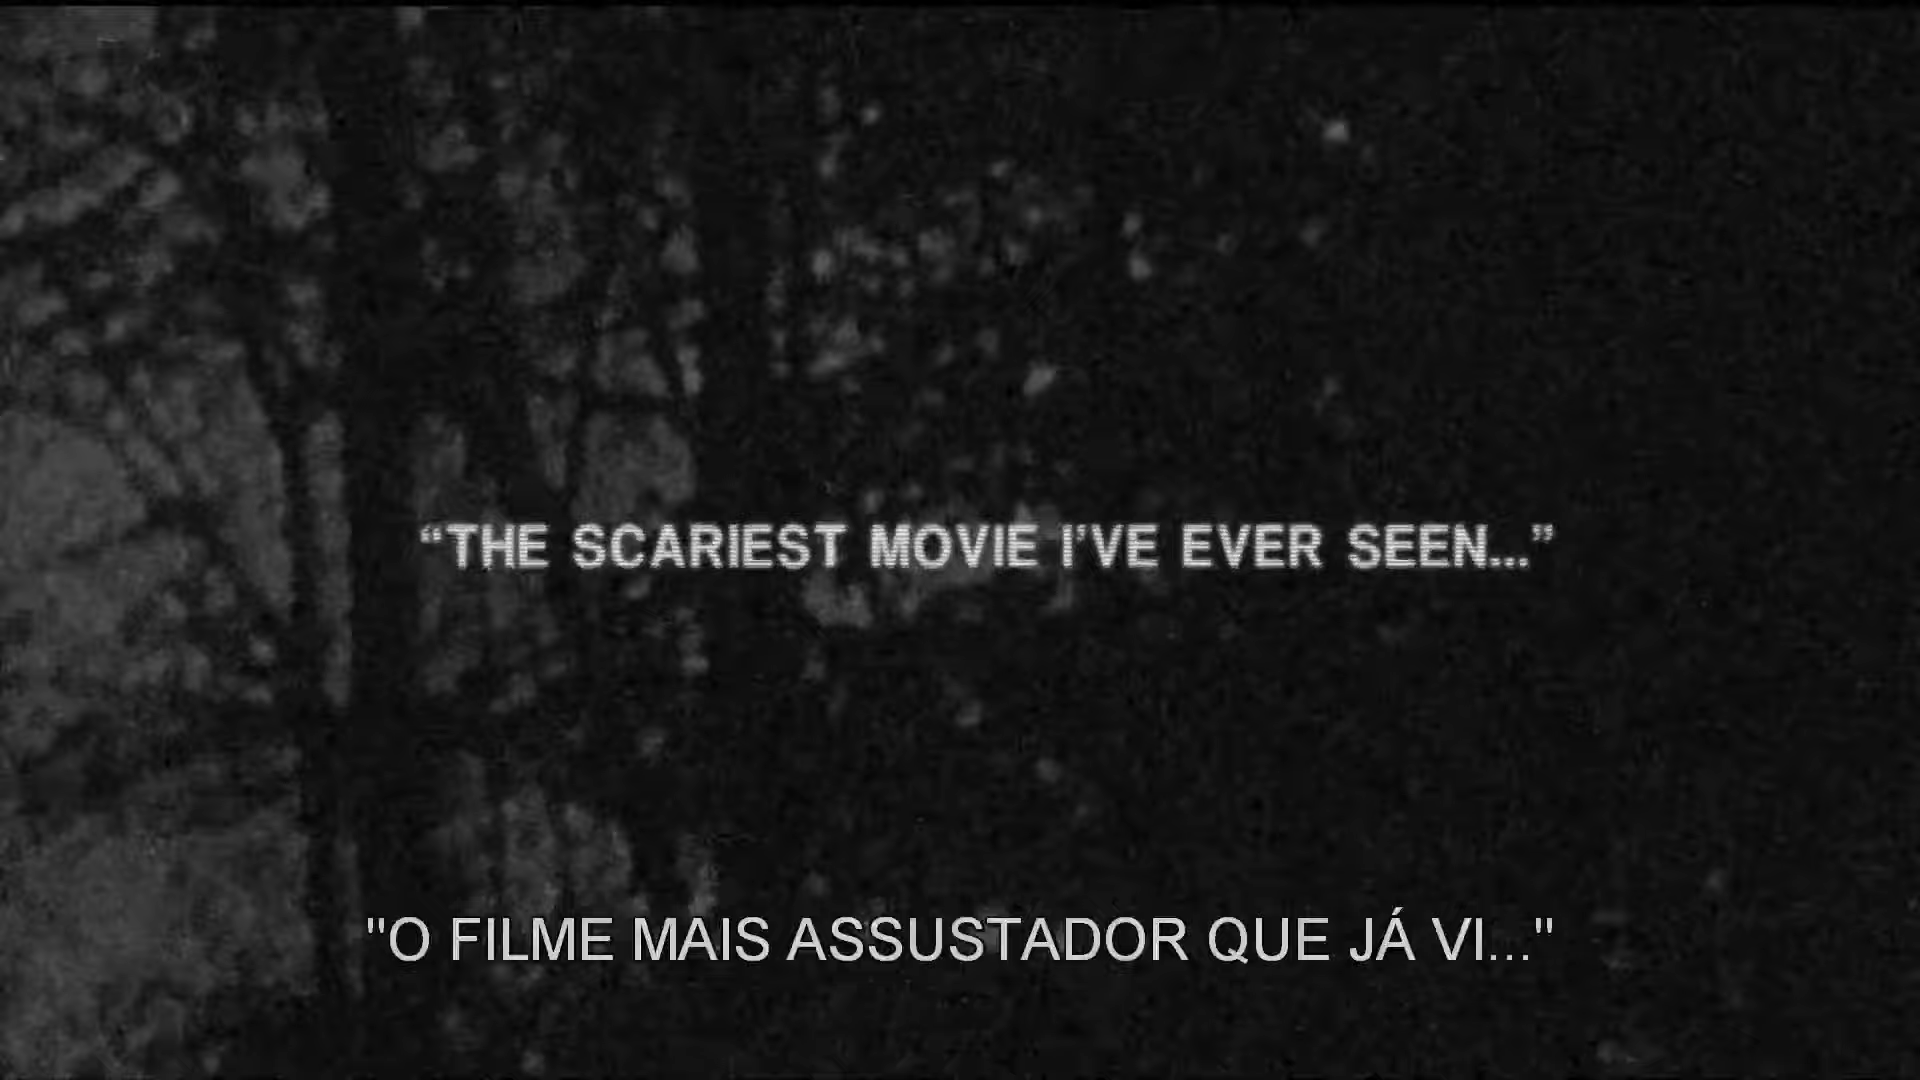 “THE SCARIEST MOVIE I’VE EVER SEEN...”
"O FILME MAIS ASSUSTADOR QUE JÁ VI..."